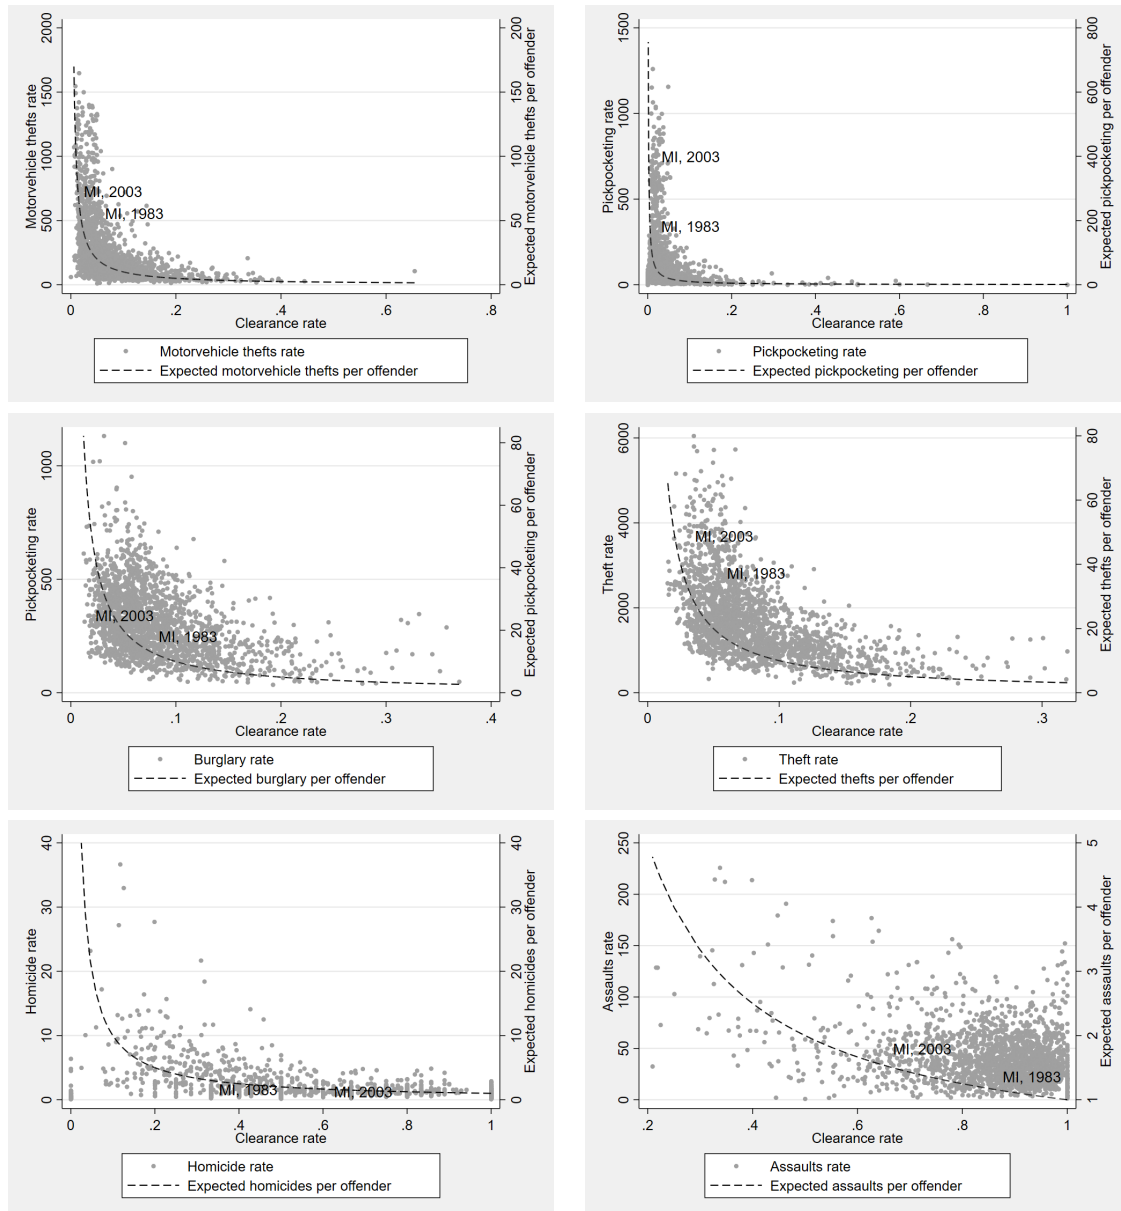 Motorvehicle thefts rate
0 500 1000 1500 2000
Expected motorvehicle thefts per offender
0 50 100 150 200
MI, 2003
MI, 1983
0 .2 .4 .6 .8
Clearance rate
Motorvehicle thefts rate
Expected motorvehicle thefts per offender
Pickpocketing rate
0 500 1000 1500
Expected pickpocketing per offender
0 200 400 600 800
MI, 2003
MI, 1983
0 .2 .4 .6 .8 1
Clearance rate
Pickpocketing rate
Expected pickpocketing per offender
Pickpocketing rate
0 500 1000
Expected pickpocketing per offender
0 20 40 60 80
MI, 2003
MI, 1983
0 .1 .2 .3 .4
Clearance rate
Burglary rate
Expected burglary per offender
Theft rate
0 2000 4000 6000
Expected thefts per offender
0 20 40 60 80
MI, 2003
MI, 1983
0 .1 .2 .3
Clearance rate
Theft rate
Expected thefts per offender
Homicide rate
0 10 20 30 40
Expected homicides per offender
0 10 20 30 40
MI, 1983
MI, 2003
0 .2 .4 .6 .8 1
Clearance rate
Homicide rate
Expected homicides per offender
Assaults rate
0 50 100 150 200 250
Expected assaults per offender
1 2 3 4 5
MI, 2003
MI, 1983
.2 .4 .6 .8 1
Clearance rate
Assaults rate
Expected assaults per offender